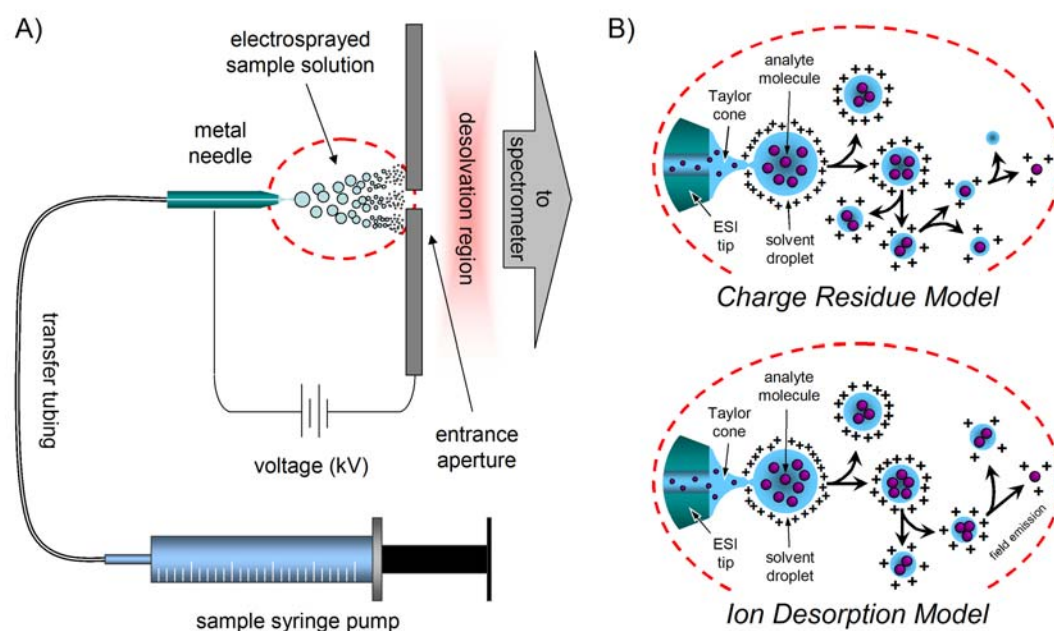 A)
electrosprayed
sample solution
metal
needle
desolvation region
to
spectrometer
transfer tubing
voltage (kV)
entrance
aperture
sample syringe pump
B)
analyte
molecule
Taylor
cone
ESI
tip
solvent
droplet
Charge Residue Model
analyte
molecule
Taylor
cone
ESI
tip
solvent
droplet
field emission
Ion Desorption Model